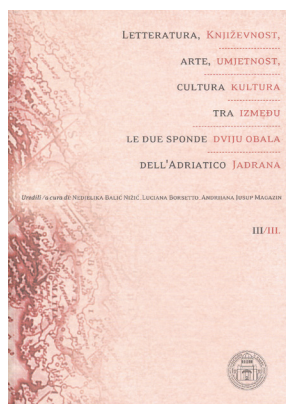 LETTERATURA, KNJIŽEVNOST,
ARTE, UMJETNOST,
CULTURA KULTURA
TRA IZMEĐU
LE DUE SPONDE DVIJU OBALA
DELL'ADRIATICO JADRANA
Uredili /a cura di: NEDJELJKA BALIĆ NIŽIĆ, LUCIANA BORSETTO, ANDRIJANA JUSUP MAGAZIN
III/III.